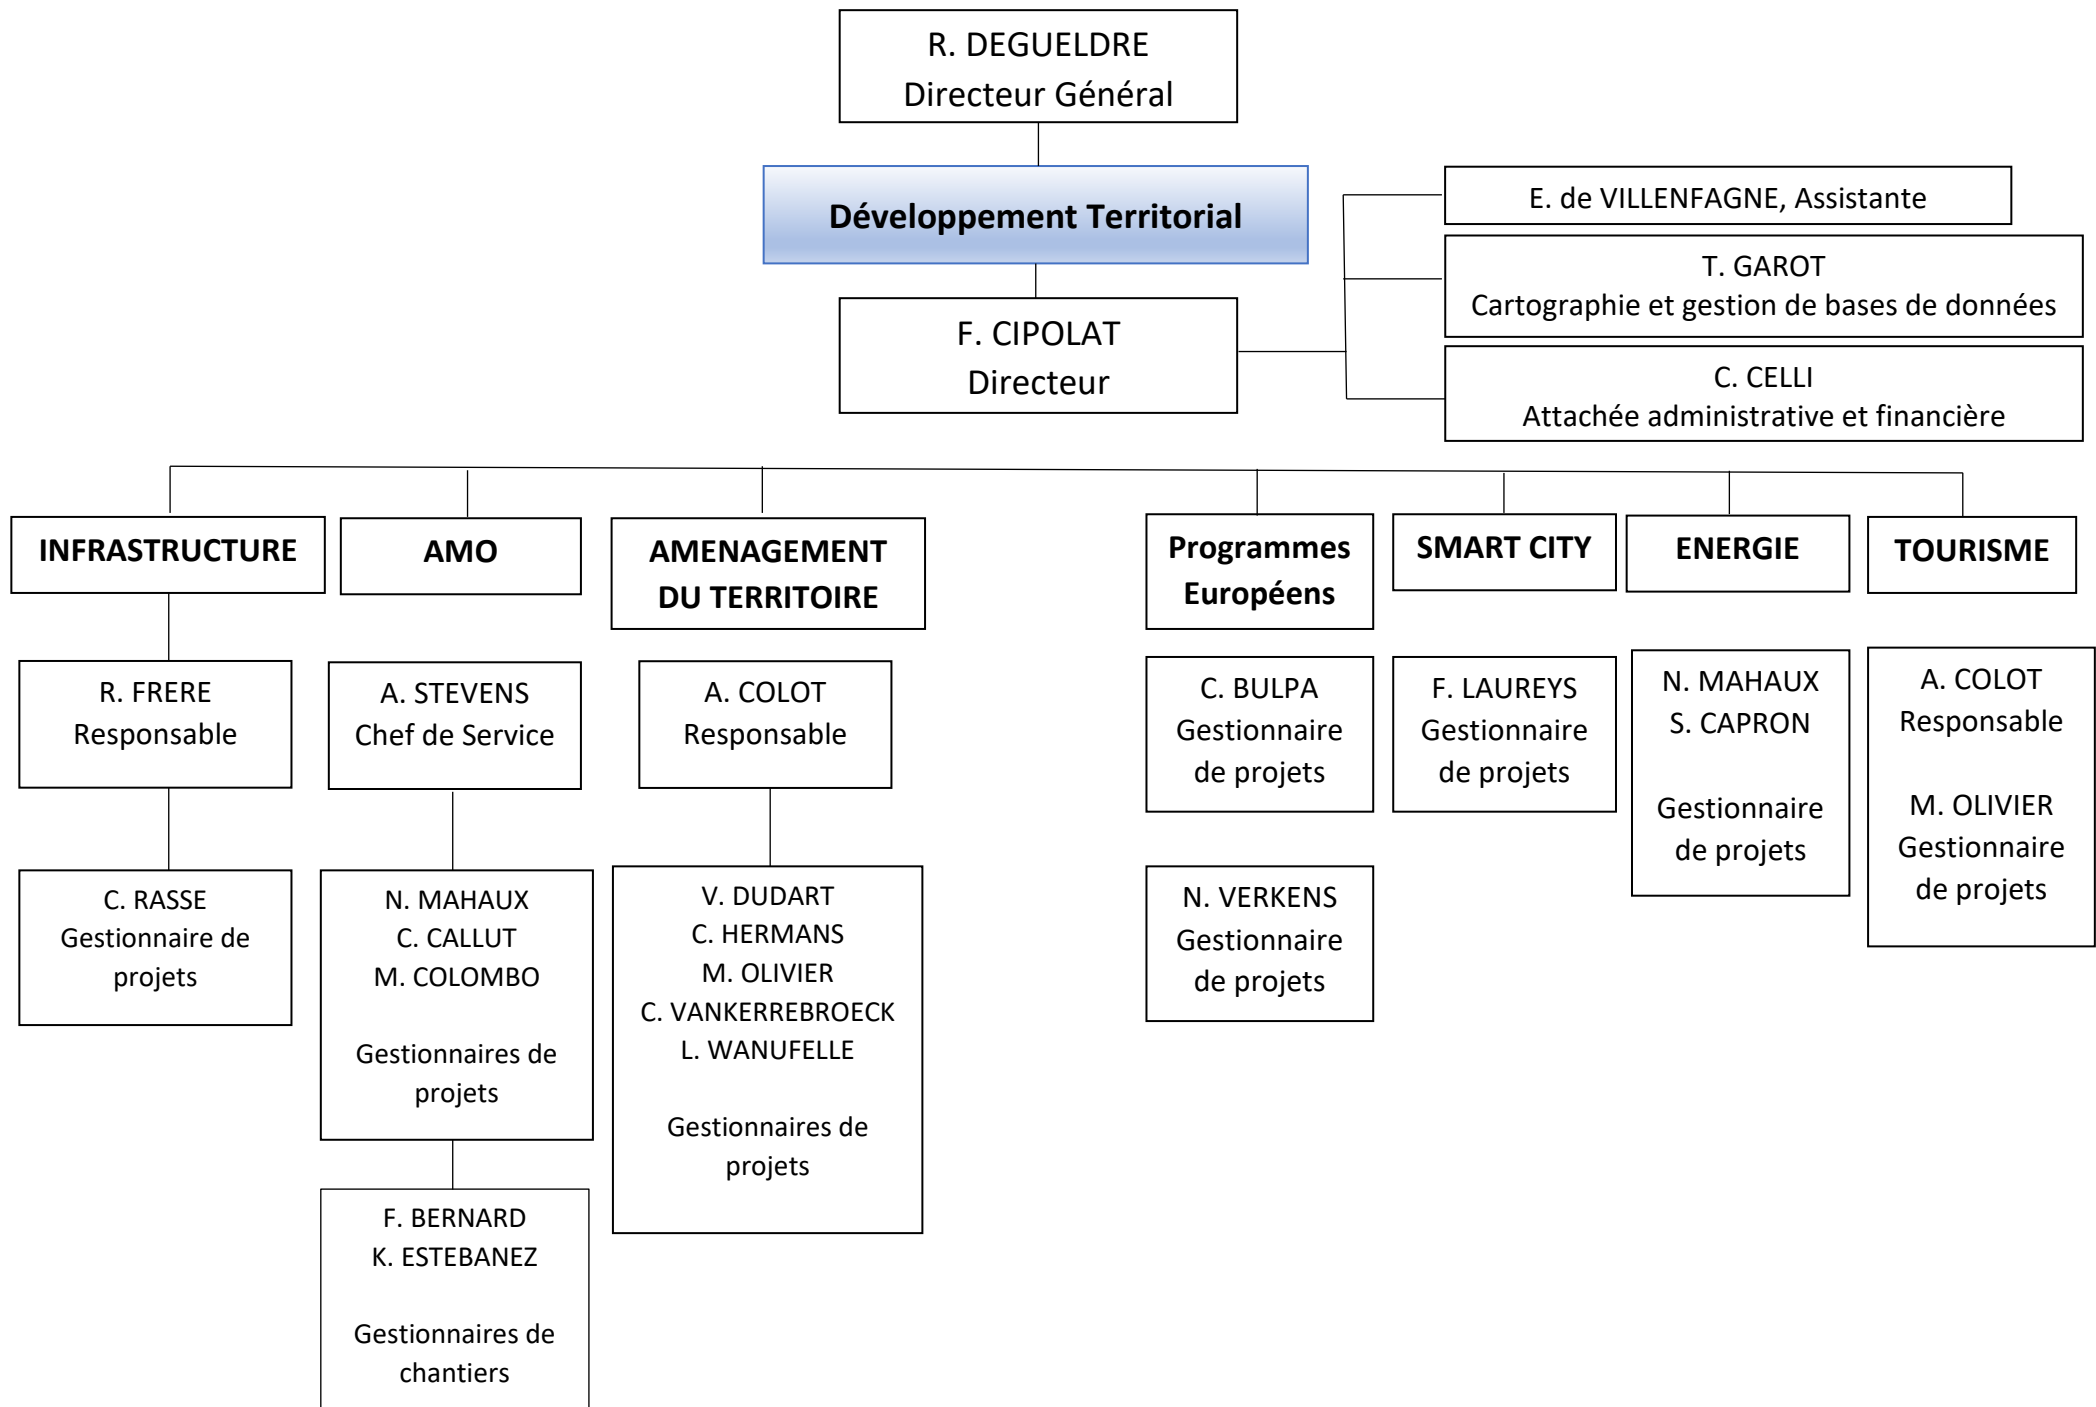 R. DEGUELDRE
Directeur Général
Développement Territorial
E. de VILLENFAGNE, Assistante
T. GAROT
Cartographie et gestion de bases de données
F. CIPOLAT
Directeur
C. CELLI
Attachée administrative et financière
INFRASTRUCTURE
R. FRERE
Responsable
C. RASSE
Gestionnaire de
projets
AMO
A. STEVENS
Chef de Service
N. MAHAUX
C. CALLUT
M. COLOMBO
Gestionnaires de
projets
F. BERNARD
K. ESTEBANEZ
Gestionnaires de
chantiers
AMENAGEMENT
DU TERRITOIRE
A. COLOT
Responsable
V. DUDART
C. HERMANS
M. OLIVIER
C. VANKERREBROECK
L. WANUFELLE
Gestionnaires de
projets
Programmes
Européens
C. BULPA
Gestionnaire
de projets
N. VERKENS
Gestionnaire
de projets
SMART CITY
F. LAUREYS
Gestionnaire
de projets
ENERGIE
N. MAHAUX
S. CAPRON
Gestionnaire
de projets
TOURISME
A. COLOT
Responsable
M. OLIVIER
Gestionnaire
de projets